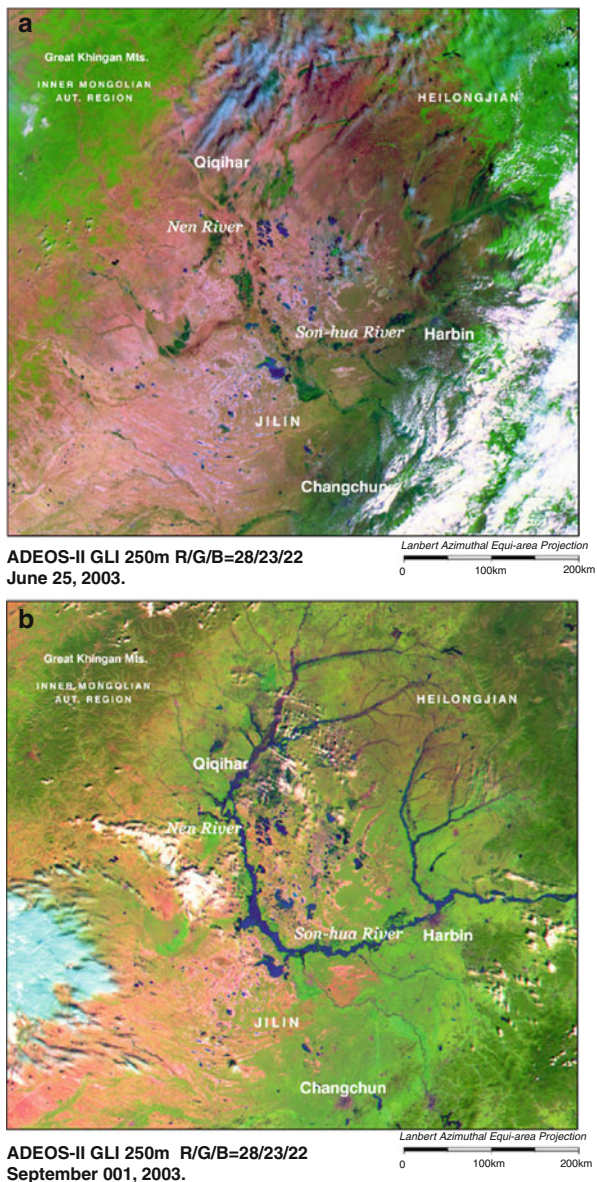 a
Great Khingan Mts.
INNER MONGOLIAN
AUT. REGION
HEILONGJIAN
Qiqihar
Nen River
Son-hua River
Harbin
JILIN
Changchun
ADEOS-II GLI 250m R/G/B=28/23/22
June 25, 2003.
Lanbert Azimuthal Equi-area Projection
0 100km 200km
b
Great Khingan Mts.
INNER MONGOLIAN
AUT. REGION
HEILONGJIAN
Qiqihar
Nen River
Son-hua River
Harbin
JILIN
Changchun
ADEOS-II GLI 250m R/G/B=28/23/22
September 001, 2003.
Lanbert Azimuthal Equi-area Projection
0 100km 200km